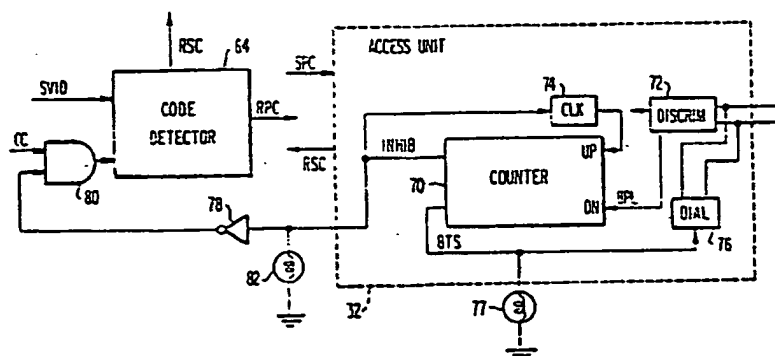 RSC
64
SVID
CODE
DETECTOR
RPC
CC
80
78
82
SPC
RSC
ACCESS UNIT
74
CLK
72
DISCRIM
INHIB
UP
70
COUNTER
DN
RPL
BTS
DIAL
76
32
77